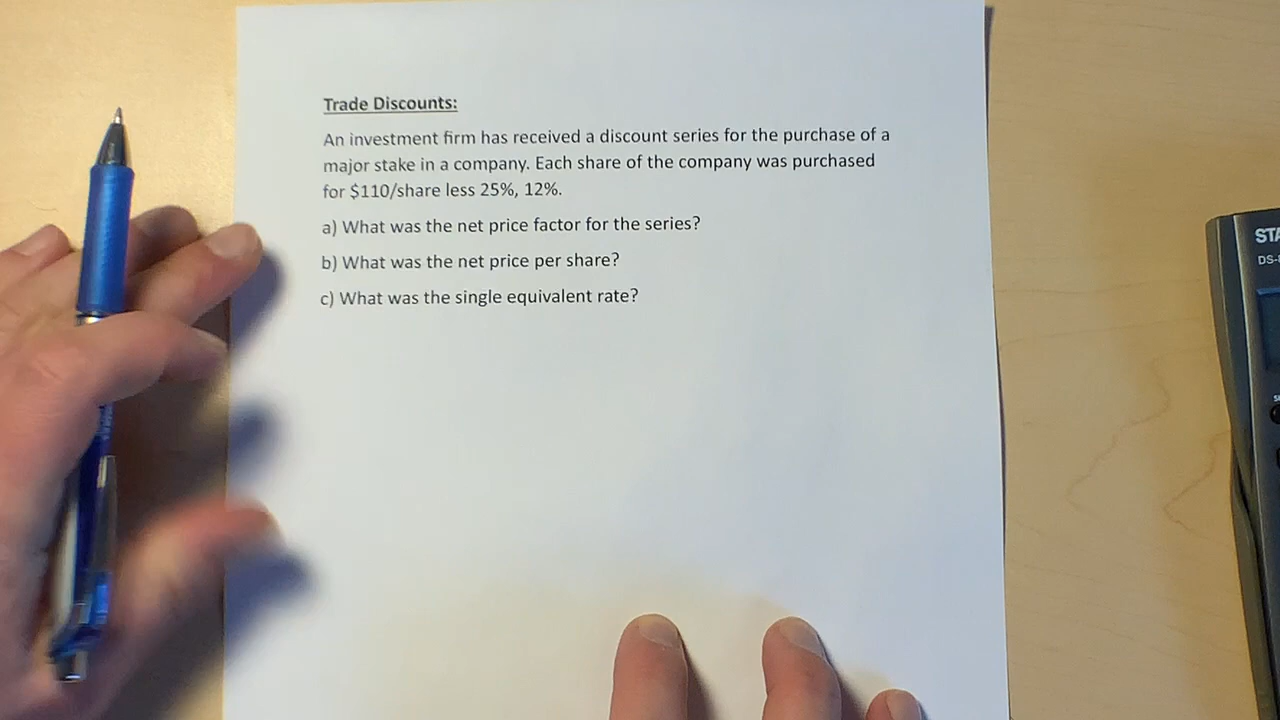 Trade Discounts:
An investment firm has received a discount series for the purchase of a
major stake in a company. Each share of the company was purchased
for $110/share less 25%, 12%.
a) What was the net price factor for the series?
b) What was the net price per share?
c) What was the single equivalent rate?